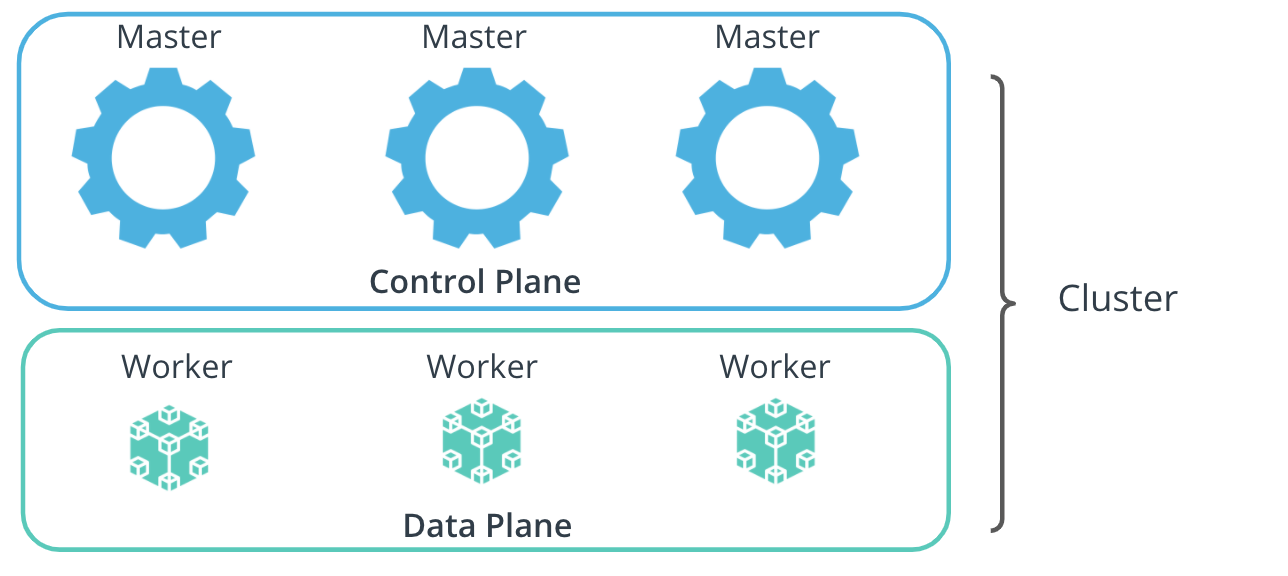 Master Master Master
Control Plane
Cluster
Worker Worker Worker
Data Plane